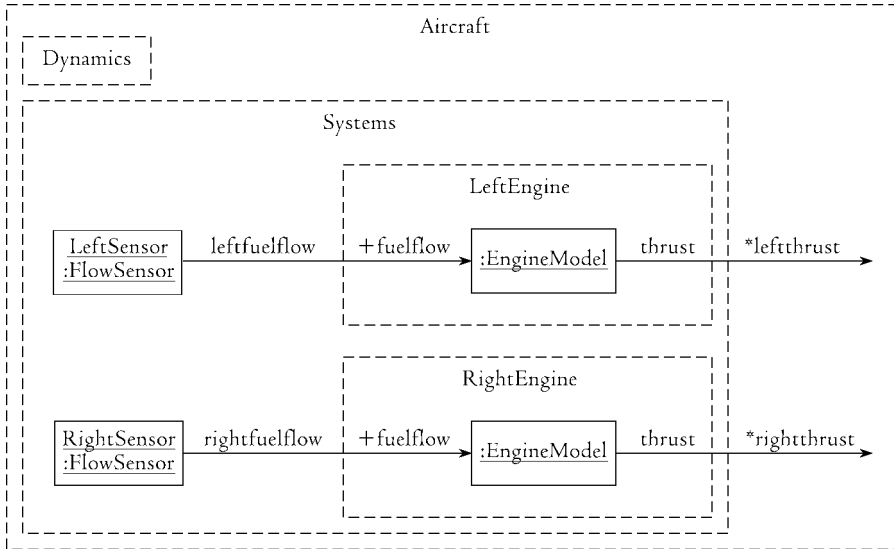 Aircraft
Dynamics
Systems
LeftEngine
LeftSensor
:FlowSensor
leftfuelflow
+fuelflow
:EngineModel
thrust
*leftthrust
RightEngine
RightSensor
:FlowSensor
rightfuelflow
+fuelflow
:EngineModel
thrust
*rightthrust